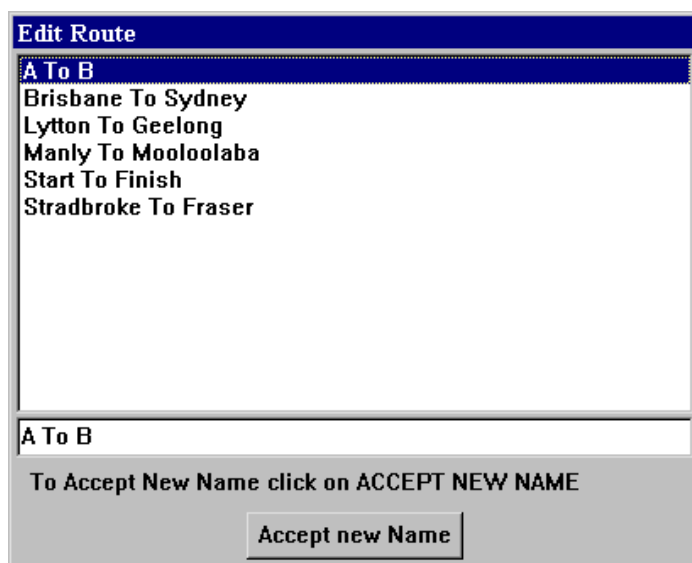 Edit Route
A To B
Brisbane To Sydney
Lytton To Geelong
Manly To Mooloolaba
Start To Finish
Stradbroke To Fraser
A To B
To Accept New Name click on ACCEPT NEW NAME
Accept new Name